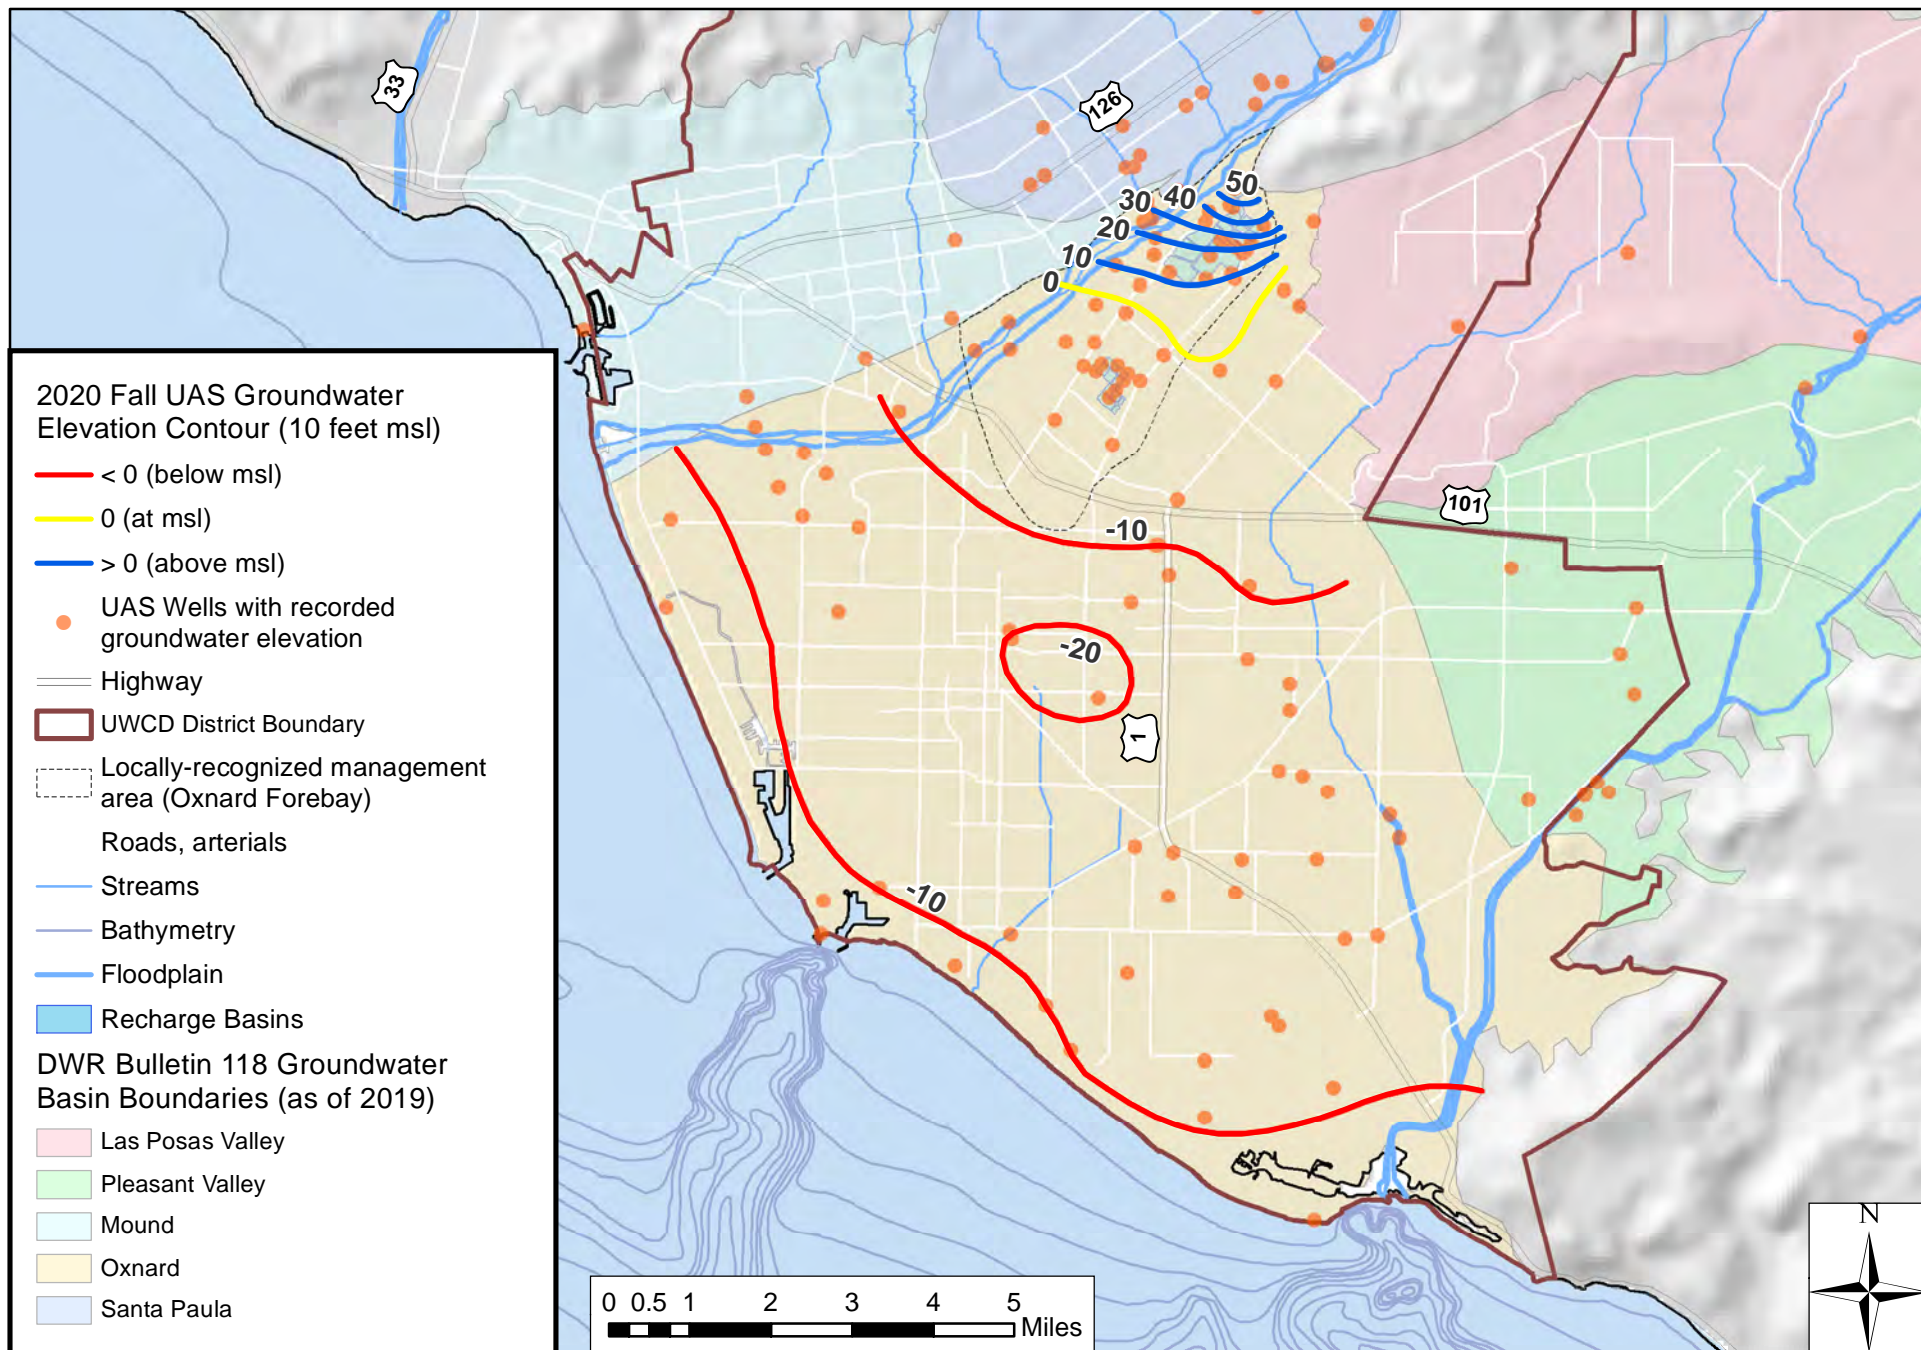 33
126
50
40
30
20
10
0
2020 Fall UAS Groundwater
Elevation Contour (10 feet msl)
< 0 (below msl)
0 (at msl)
> 0 (above msl)
UAS Wells with recorded
groundwater elevation
Highway
UWCD District Boundary
Locally-recognized management
area (Oxnard Forebay)
Roads, arterials
Streams
Bathymetry
Floodplain
Recharge Basins
DWR Bulletin 118 Groundwater
Basin Boundaries (as of 2019)
Las Posas Valley
Pleasant Valley
Mound
Oxnard
Santa Paula
101
-10
-20
1
-10
N
0 0.5 1 2 3 4 5
Miles